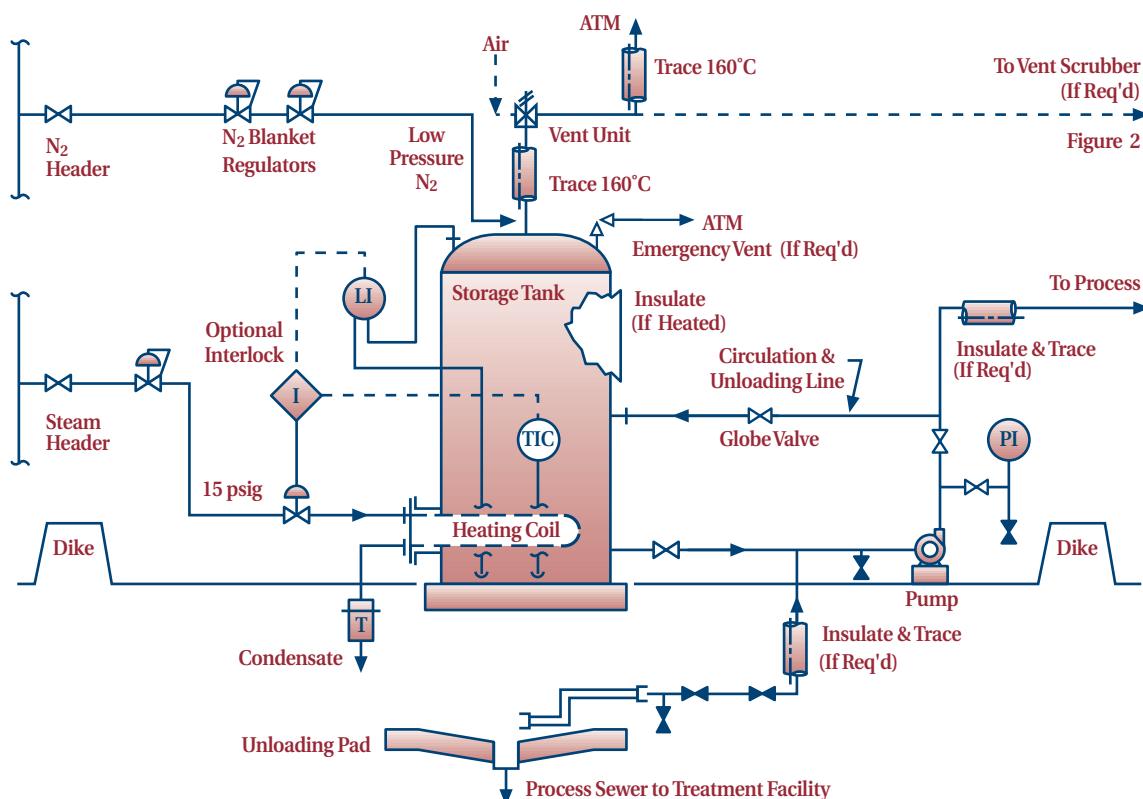 ATM
Air
Trace 160°C
To Vent Scrubber
(If Req'd)
N2
Header
N2 Blanket
Regulators
Low
Pressure
N2
Vent Unit
Figure 2
Trace 160°C
ATM
Emergency Vent (If Req'd)
Storage Tank
LI
Insulate
(If Heated)
To Process
Optional
Interlock
Circulation &
Unloading Line
Insulate & Trace
(If Req'd)
I
Steam
Header
TIC
Globe Valve
PI
15 psig
Heating Coil
Dike
Dike
Pump
T
Condensate
Insulate & Trace
(If Req'd)
Unloading Pad
Process Sewer to Treatment Facility